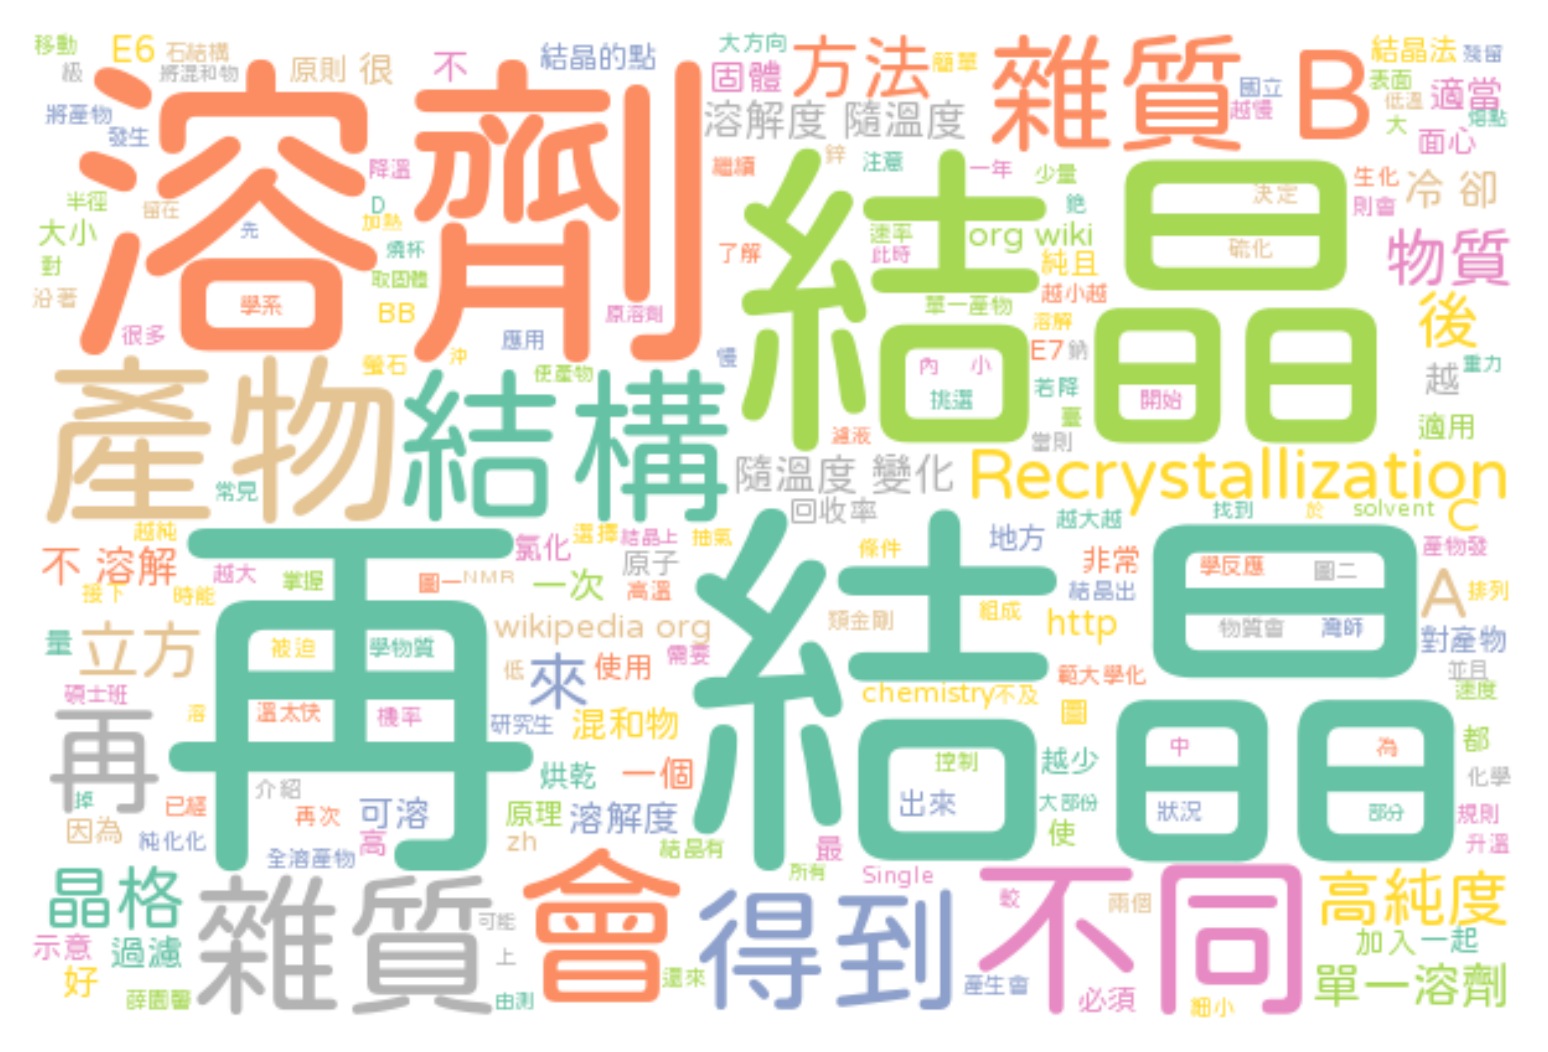 移動 E6 石結構 原則 很 不 結晶的點 大方向 方法 簡單 雜質 B 結晶法 殘留
級 將混和物 固體 國立 表面 低溫 適當
將產物 溶劑 溶解度 隨溫度 越慢 大 熔點
發生 面心
降溫 繼續 鋅 注意 一年 少量 結晶 決定 生化 冷 卻
半徑 留在 D 加熱 銫 則會
大小 先 燒杯 了解 速率 org wiki 硫化 物質
對 取固體 此時 純且
沿著 學系 BB 原溶劑 單一產物 越小越 後
很多 應用 溶解
螢石 沖 慢 E7 鈉 重力
產物 結構 便產物 內 小 若降 越
挑選 開始
臺 適用
濾液 當則
隨溫度 變化 Recrystallization
常見 回收率 找到 於 solvent C
越純 選擇 結晶上 抽氣 越大越
再結晶 氯化 條件 地方 產物發
不 溶解 越大 掌握 圖一 NMR 一次 原子 非常 學反應 圖二 A
接下 時能 高溫 結晶出 排列
量 立方 被迫 學物質 wikipedia org 類金剛 組成 http 物質會 灣師 對產物
低 來 使用 需要 範大學化 並且
碩士班 chemistry 不及 速度
再 溶 溫太快 機率 研究生 混和物 圖
中 為 都
烘乾 一個 控制 越少 化學
掉 介紹
已經 再次 可溶 原理 溶解度 出來 大部份 狀況 部分 規則
因為 純化化 高 zh 使 升溫
全溶產物 結晶有 最
晶格 雜質 會 得到 所有 Single 不同 高純度
較 兩個
示意 過濾 可能 加入 一起
好 上 還來 產生會 單一溶劑
由測 必須 細小